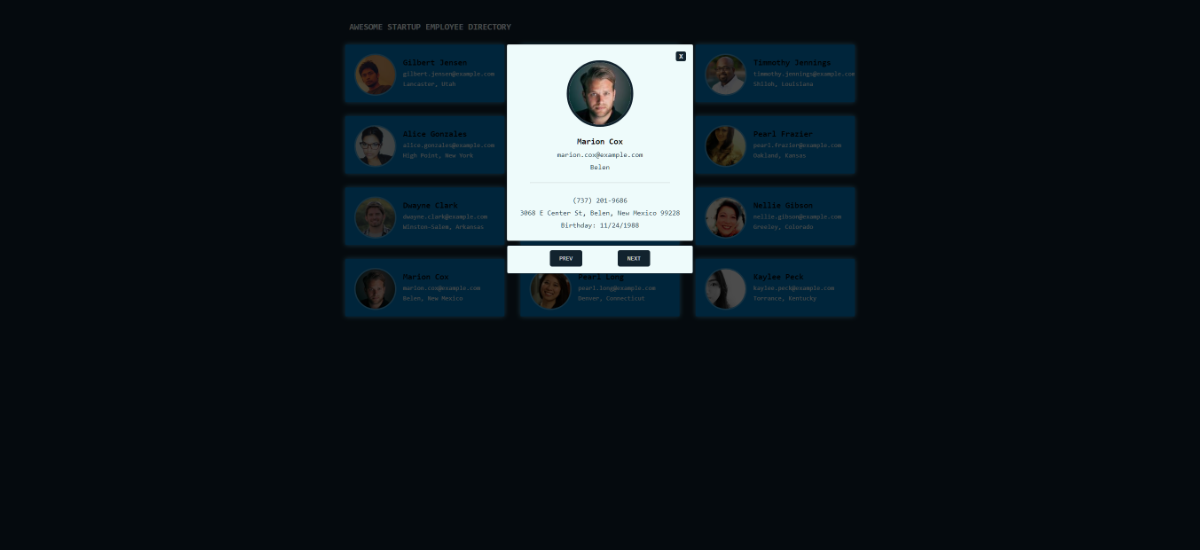 AWESOME STARTUP EMPLOYEE DIRECTORY
Gilbert Jensen
gilbert.jensen@example.com
Lancaster, Utah
X
Marion Cox
marion.cox@example.com
Belen
(737) 201-9686
3068 E Center St, Belen, New Mexico 99228
Birthday: 11/24/1988
PREV
NEXT
Timmothy Jennings
timmothy.jennings@example.com
Shiloh, Louisiana
Alice Gonzales
alice.gonzales@example.com
High Point, New York
Pearl Frazier
pearl.frazier@example.com
Oakland, Kansas
Dwayne Clark
dwayne.clark@example.com
Winston-Salem, Arkansas
Nellie Gibson
nellie.gibson@example.com
Greeley, Colorado
Marion Cox
marion.cox@example.com
Belen, New Mexico
Pearl Long
pearl.long@example.com
Denver, Connecticut
Kaylee Peck
kaylee.peck@example.com
Torrance, Kentucky